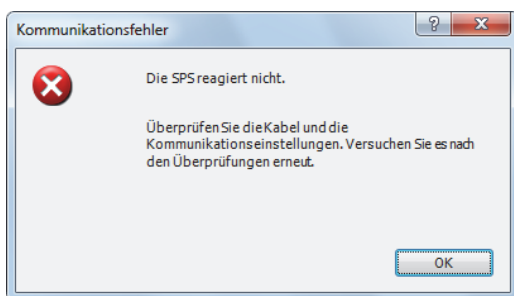 Kommunikationsfehler
Die SPS reagiert nicht.
Überprüfen Sie die Kabel und die
Kommunikationseinstellungen. Versuchen Sie es nach
den Überprüfungen erneut.
OK